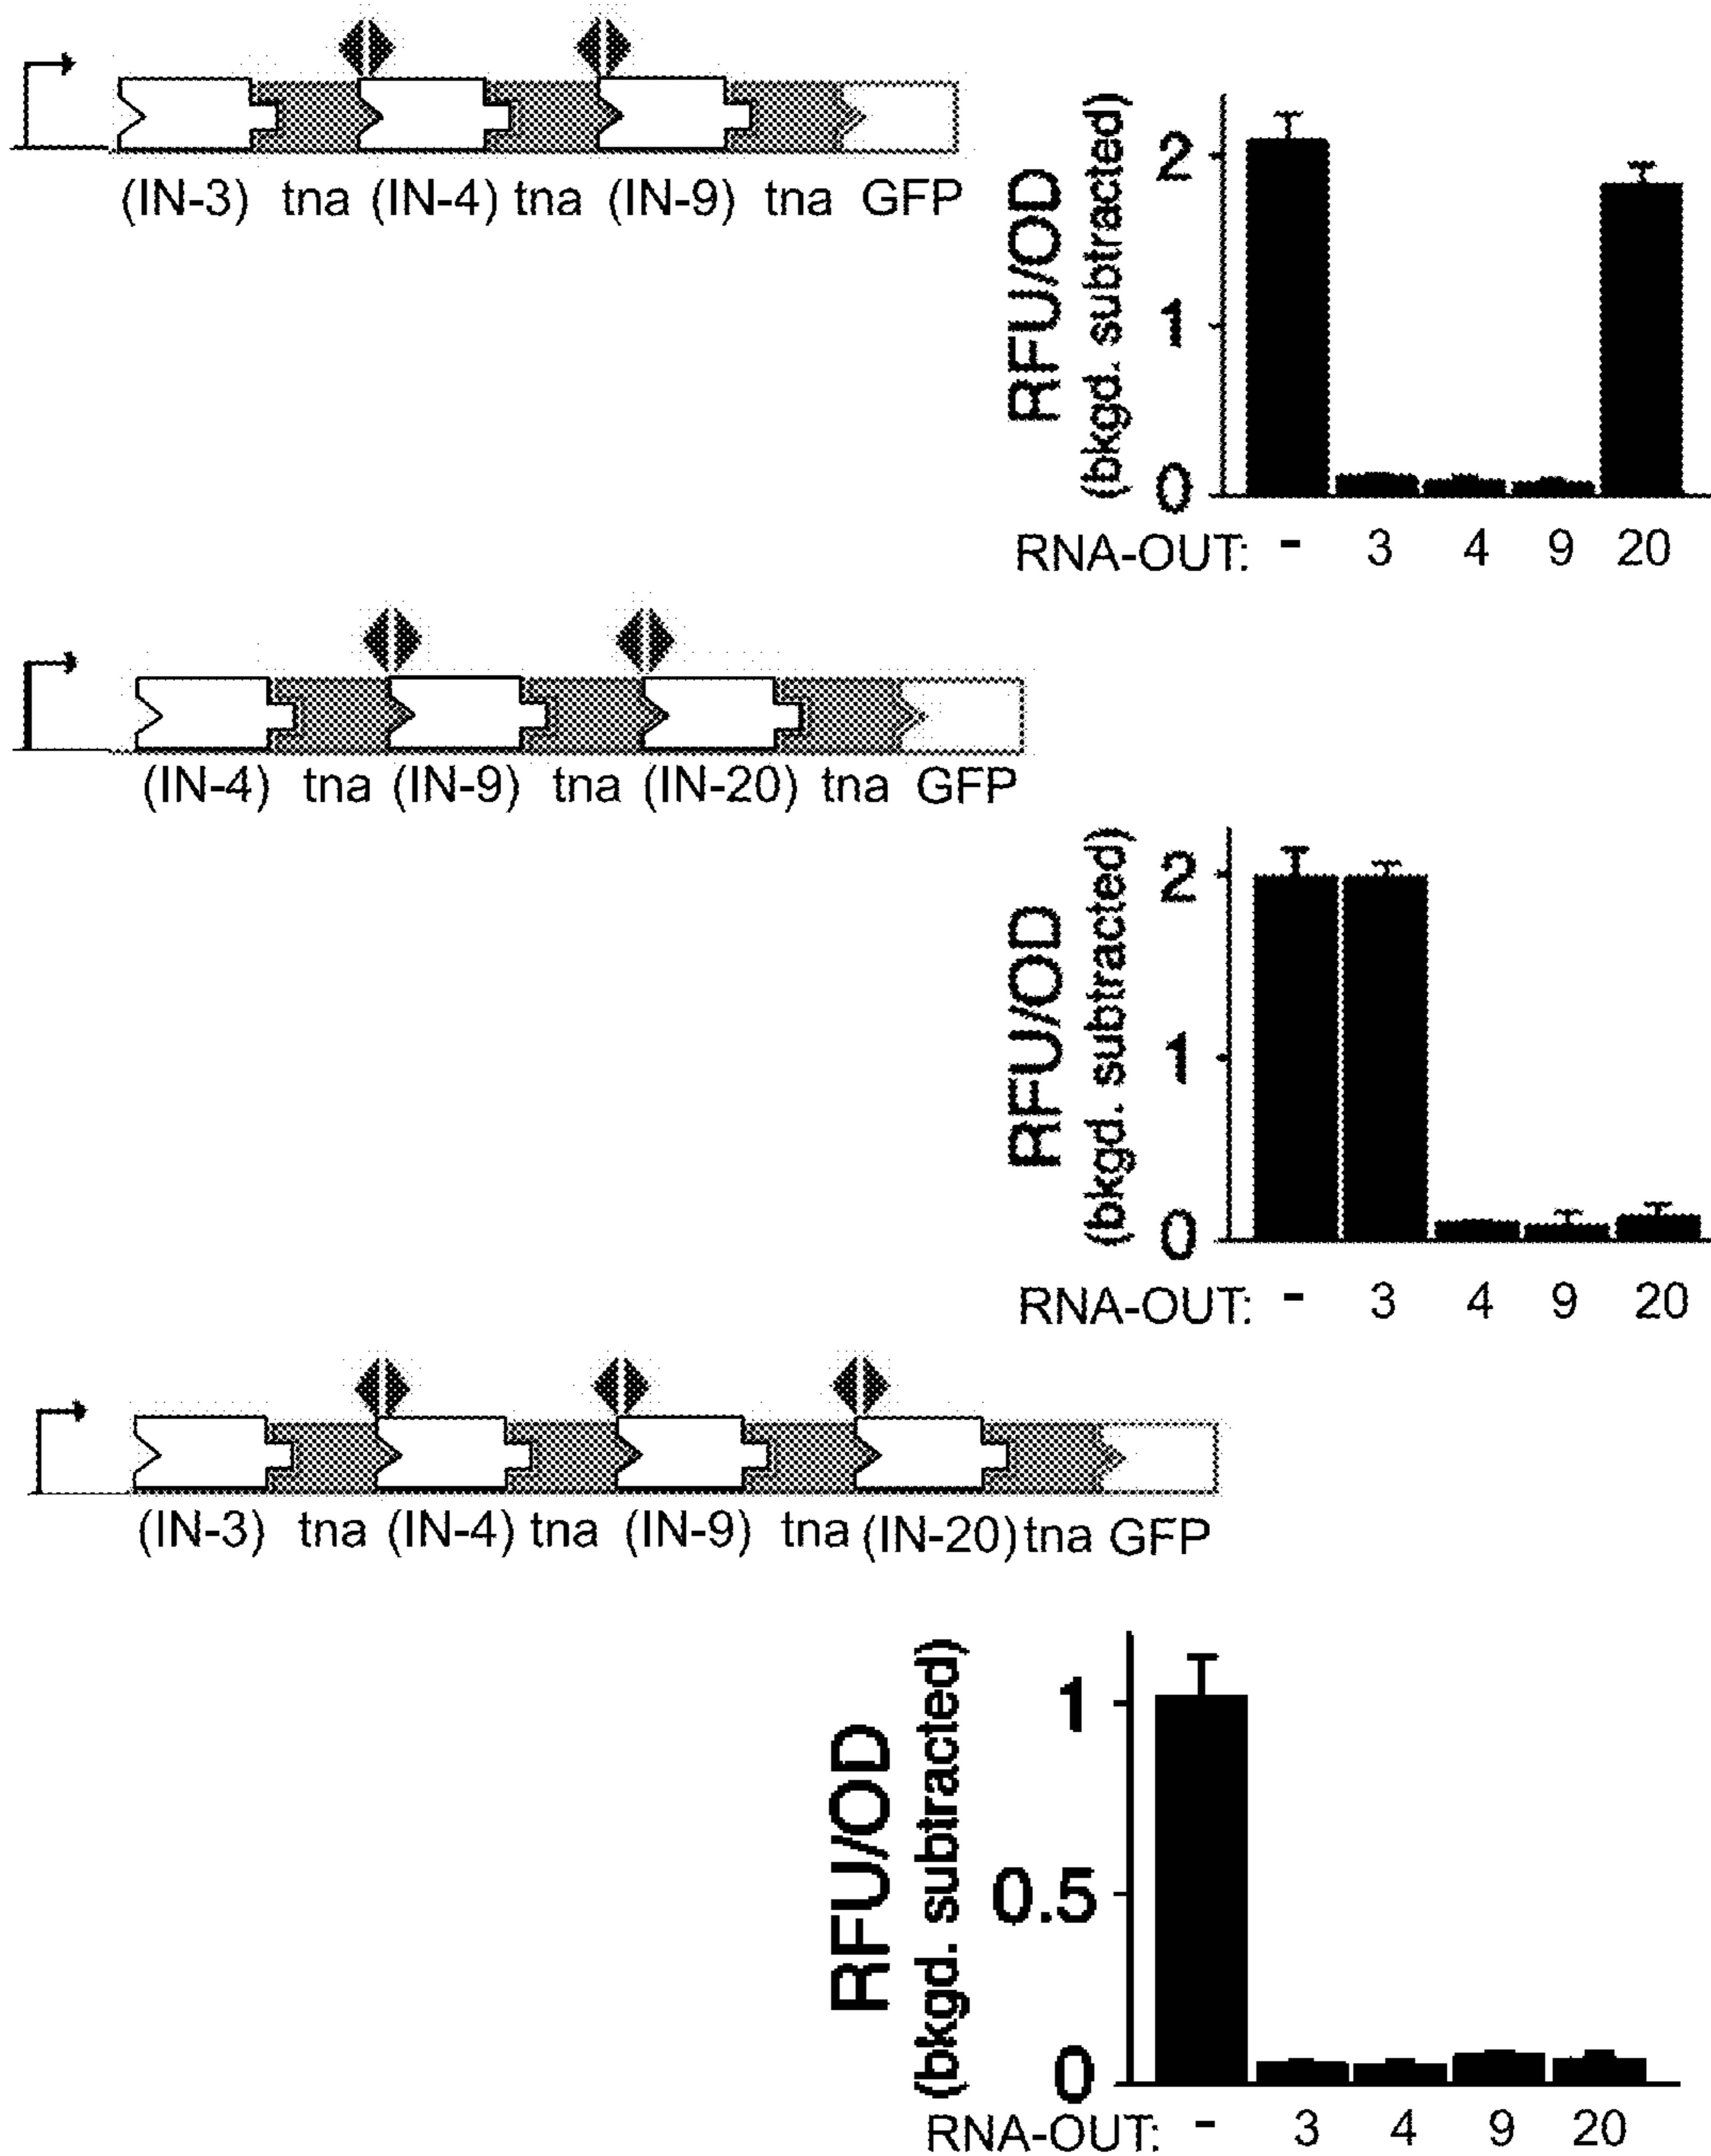 (IN-3) tna (IN-4) tna (IN-9) tna GFP
RFU/OD
(bkgd. subtracted)
2
1
0
RNA-OUT: - 3 4 9 20
(IN-4) tna (IN-9) tna (IN-20) tna GFP
RFU/OD
(bkgd. subtracted)
2
1
0
RNA-OUT: - 3 4 9 20
(IN-3) tna (IN-4) tna (IN-9) tna (IN-20) tna GFP
RFU/OD
(bkgd. subtracted)
1
0.5
0
RNA-OUT: - 3 4 9 20